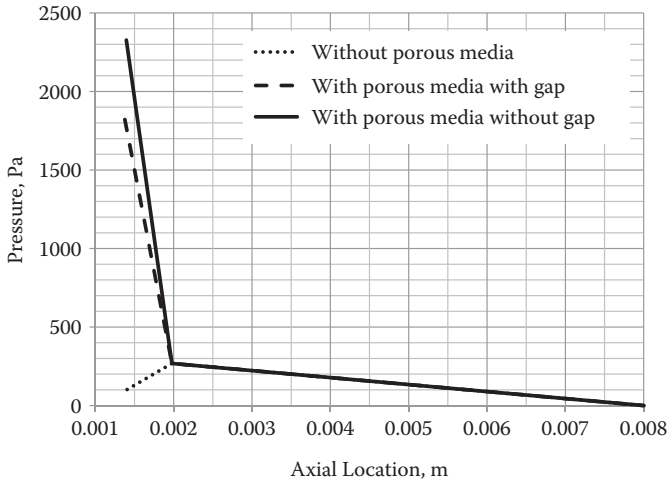 2500
2000
1500
1000
500
0
Pressure, Pa
Without porous media
With porous media with gap
With porous media without gap
0.001 0.002 0.003 0.004 0.005 0.006 0.007 0.008
Axial Location, m